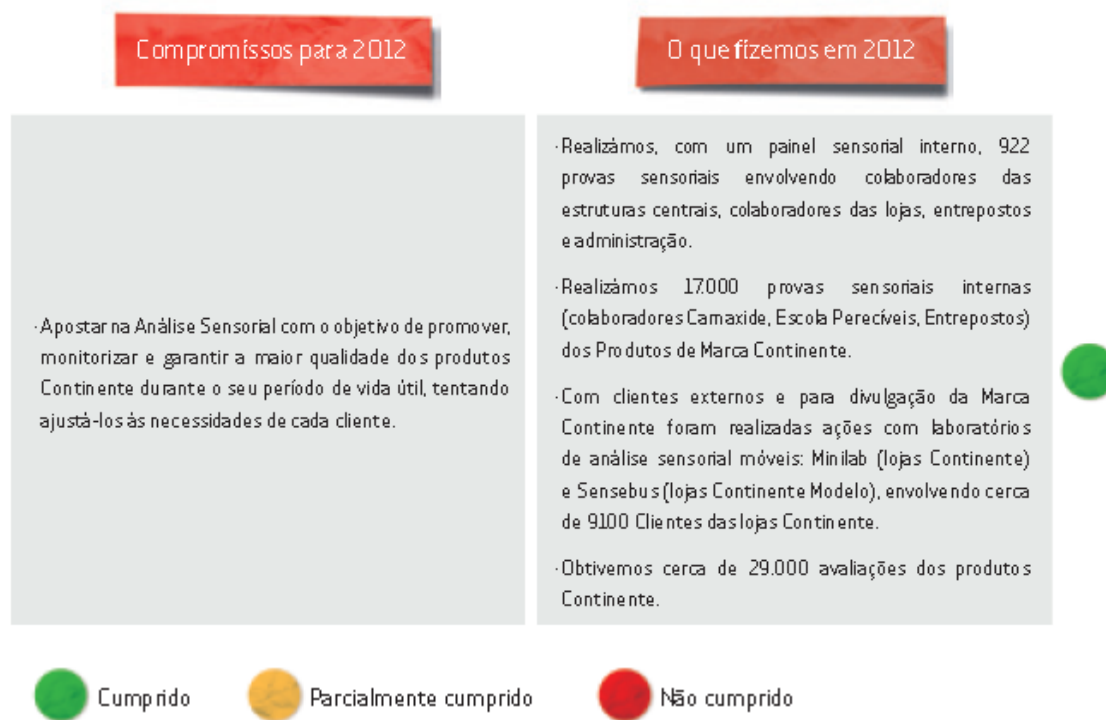 Compromissos para 2012
O que fizemos em 2012
· Apostar na Análise Sensorial com o objetivo de promover,
monitorizar e garantir a maior qualidade dos produtos
Continente durante o seu período de vida útil, tentando
ajustá-los às necessidades de cada cliente.
· Realizámos, com um painel sensorial interno, 922
provas sensoriais envolvendo colaboradores das
estruturas centrais, colaboradores das lojas, entrepostos
e administração.
· Realizámos 17.000 provas sensoriais internas
(colaboradores Carnaxide, Escola Perecíveis, Entrepostos)
dos Produtos de Marca Continente.
· Com clientes externos e para divulgação da Marca
Continente foram realizadas ações com laboratórios
de análise sensorial móveis: Minilab (lojas Continente)
e Sensebus (lojas Continente Modelo), envolvendo cerca
de 9.100 Clientes das lojas Continente.
· Obtivemos cerca de 29.000 avaliações dos produtos
Continente.
Cumprido
Parcialmente cumprido
Não cumprido